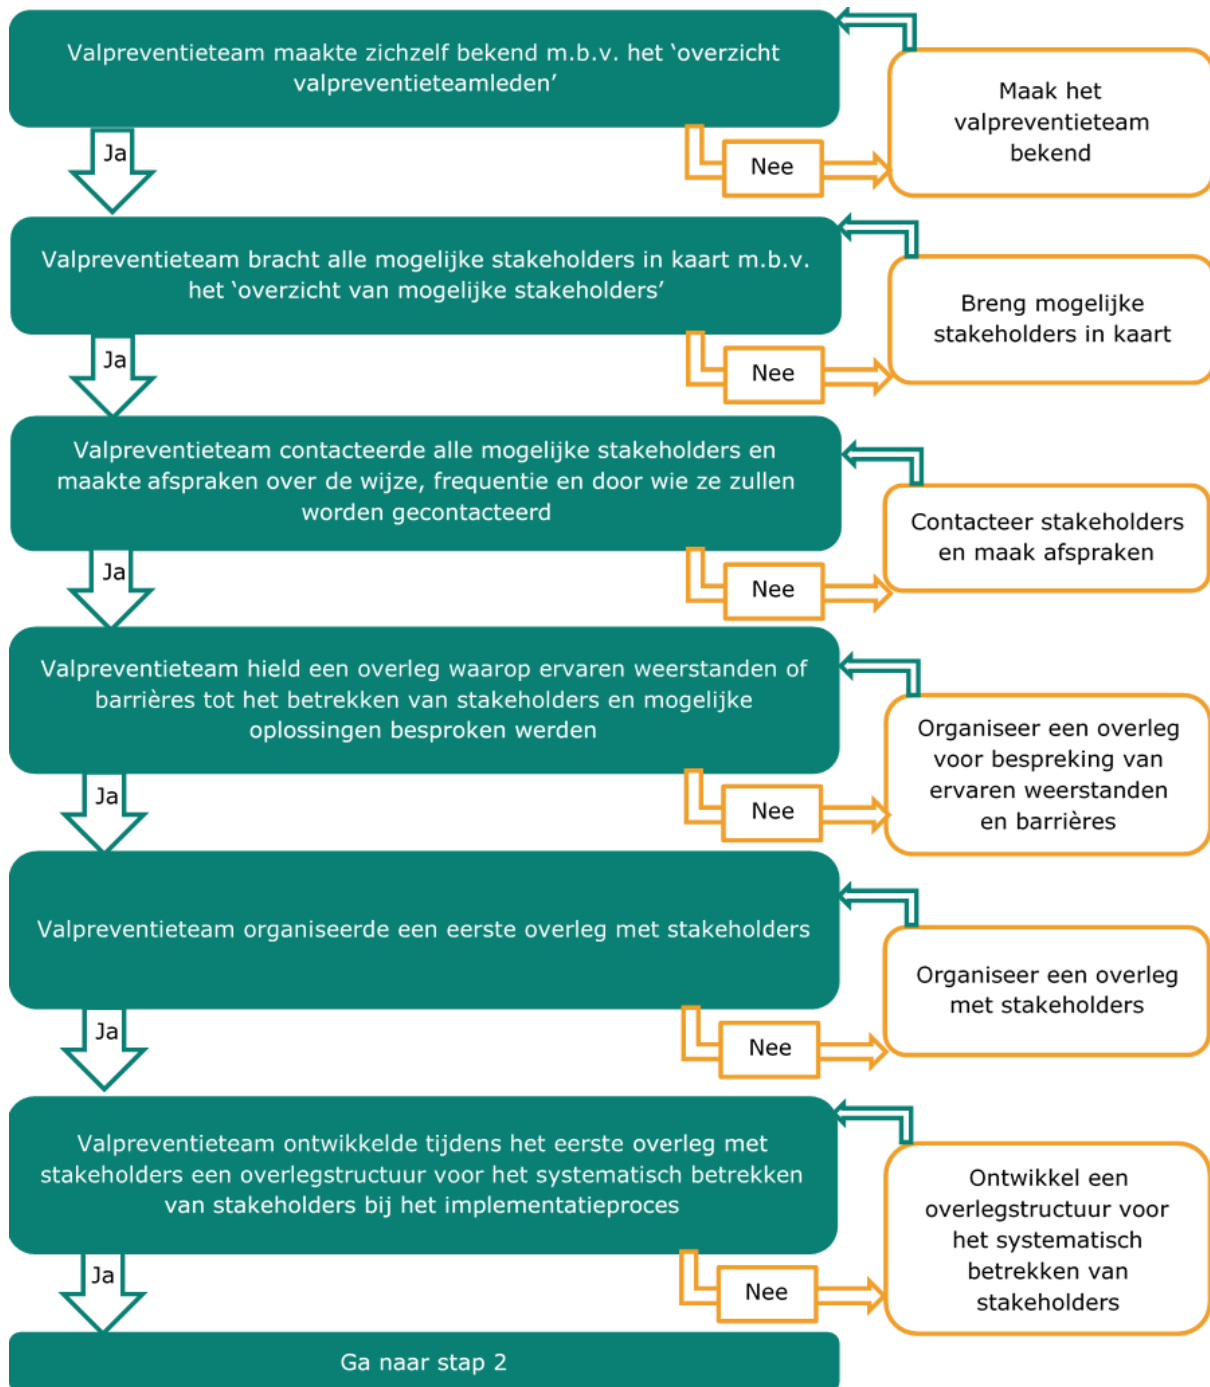 Valpreventieteam maakte zichzelf bekend m.b.v. het ‘overzicht
valpreventieteamleden’
Maak het
valpreventieteam
bekend
Ja
Nee
Valpreventieteam bracht alle mogelijke stakeholders in kaart m.b.v.
het ‘overzicht van mogelijke stakeholders’
Breng mogelijke
stakeholders in kaart
Ja
Nee
Valpreventieteam contacteerde alle mogelijke stakeholders en
maakte afspraken over de wijze, frequentie en door wie ze zullen
worden gecontacteerd
Contacteer stakeholders
en maak afspraken
Ja
Nee
Valpreventieteam hield een overleg waarop ervaren weerstanden of
barrières tot het betrekken van stakeholders en mogelijke
oplossingen besproken werden
Organiseer een overleg
voor bespreking van
ervaren weerstanden
en barrières
Ja
Nee
Valpreventieteam organiseerde een eerste overleg met stakeholders
Organiseer een overleg
met stakeholders
Ja
Nee
Valpreventieteam ontwikkelde tijdens het eerste overleg met
stakeholders een overlegstructuur voor het systematisch betrekken
van stakeholders bij het implementatieproces
Ontwikkel een
overlegstructuur voor
het systematisch
betrekken van
stakeholders
Ja
Nee
Ga naar stap 2